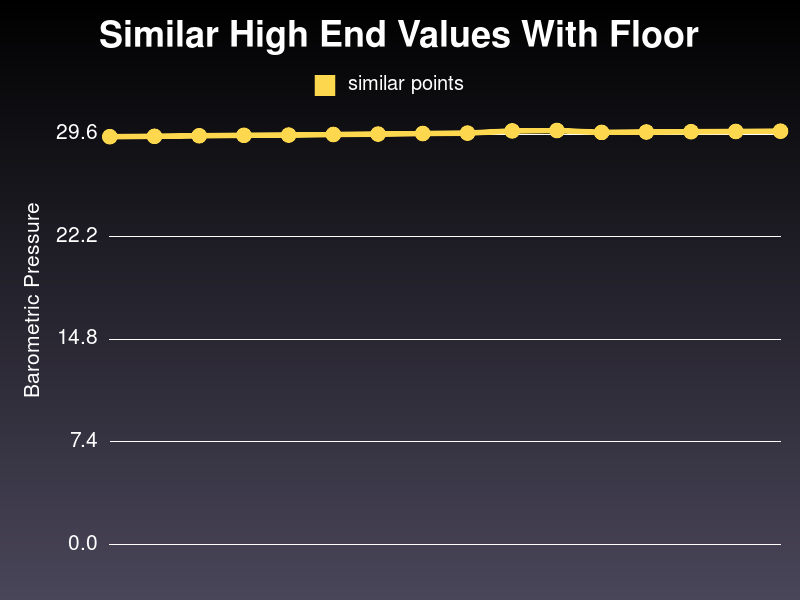 Similar High End Values With Floor
similar points
29.6
22.2
14.8
7.4
0.0
Barometric Pressure